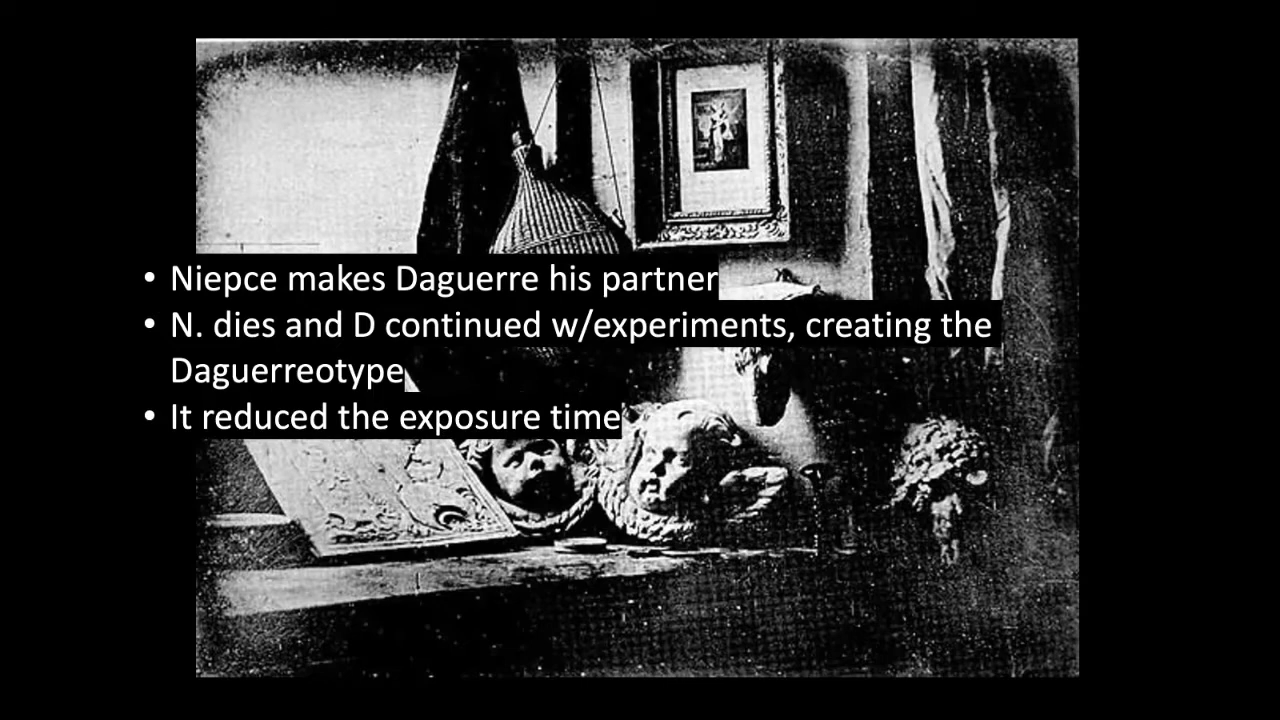 • Niepce makes Daguerre his partner
• N. dies and D continued w/experiments, creating the
Daguerreotype
• It reduced the exposure time